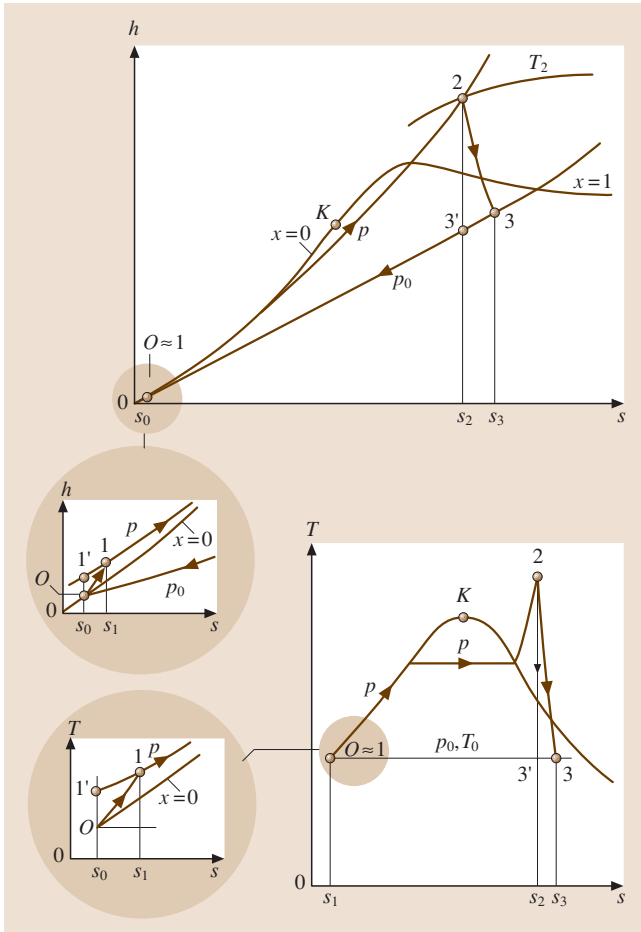 h
2
T₂
K
x=0
p
x=1
3'
3
p₀
O≈1
0
s₀
s₂
s₃
s
h
p
1'
1
x=0
O
p₀
0
s₀
s₁
s
T
2
K
p
p
O≈1
p₀, T₀
3'
3
0
s₁
s₂
s₃
s
T
p
1
1'
x=0
O
0
s₀
s₁
s